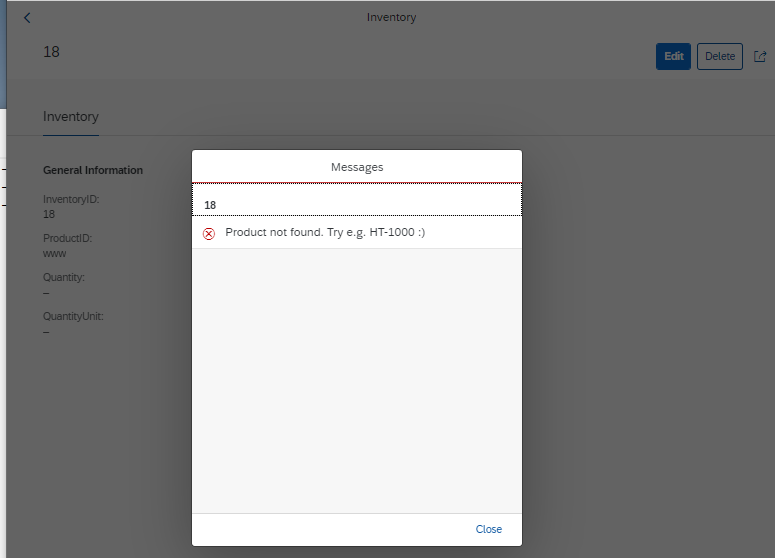 Inventory
18
Edit
Delete
Inventory
General Information
InventoryID:
18
ProductID:
www
Quantity:
–
QuantityUnit:
–
Messages
18
Product not found. Try e.g. HT-1000 :)
Close